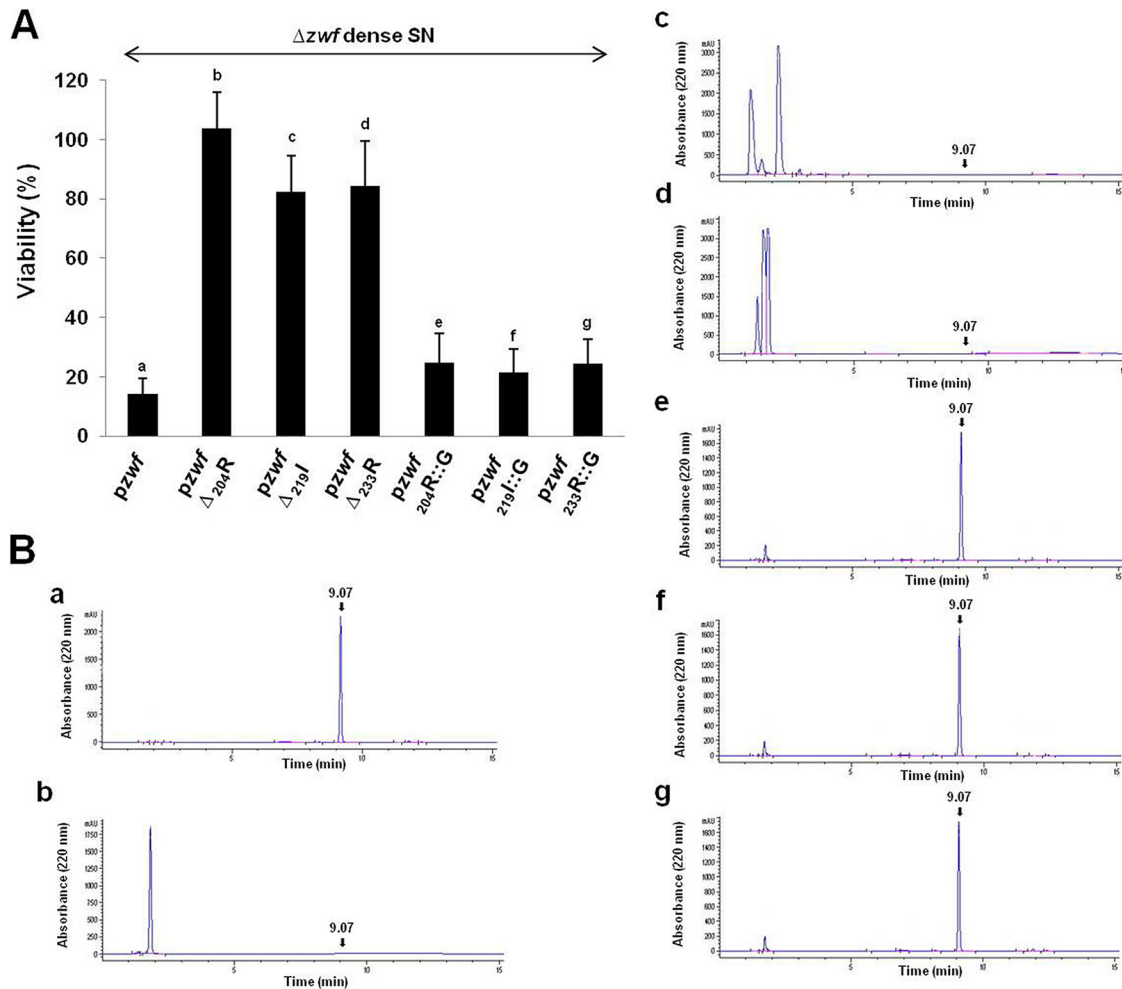 A
Δzwf dense SN
Viability (%)
120
100
80
60
40
20
0
a
b
c
d
e
f
g
pzwf
pzwf Δ204R
pzwf Δ219I
pzwf Δ233R
pzwf 204R::G
pzwf 219I::G
pzwf 233R::G
B
a
Absorbance (220 nm)
mAU
2000
1500
1000
500
0
9.07
5
10
15
Time (min)
b
Absorbance (220 nm)
mAU
1750
1500
1250
1000
750
500
250
0
9.07
5
10
15
Time (min)
c
Absorbance (220 nm)
mAU
3000
2500
2000
1500
1000
500
0
9.07
5
10
15
Time (min)
d
Absorbance (220 nm)
mAU
3000
2500
2000
1500
1000
500
0
9.07
5
10
Time (min)
e
Absorbance (220 nm)
mAU
1600
1400
1200
1000
800
600
400
200
0
9.07
5
10
15
Time (min)
f
Absorbance (220 nm)
mAU
1600
1400
1200
1000
800
600
400
200
0
9.07
5
10
15
Time (min)
g
Absorbance (220 nm)
mAU
1600
1400
1200
1000
800
600
400
200
0
9.07
5
10
15
Time (min)